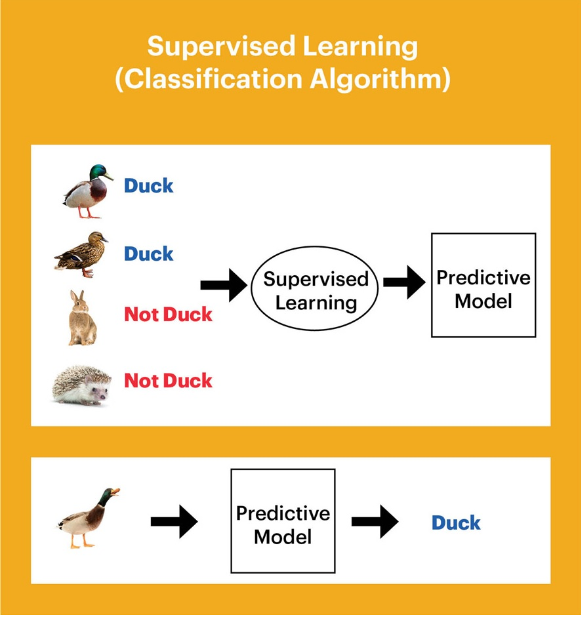 Supervised Learning
(Classification Algorithm)
Duck
Duck
Not Duck
Not Duck
Supervised
Learning
Predictive
Model
Predictive
Model
Duck